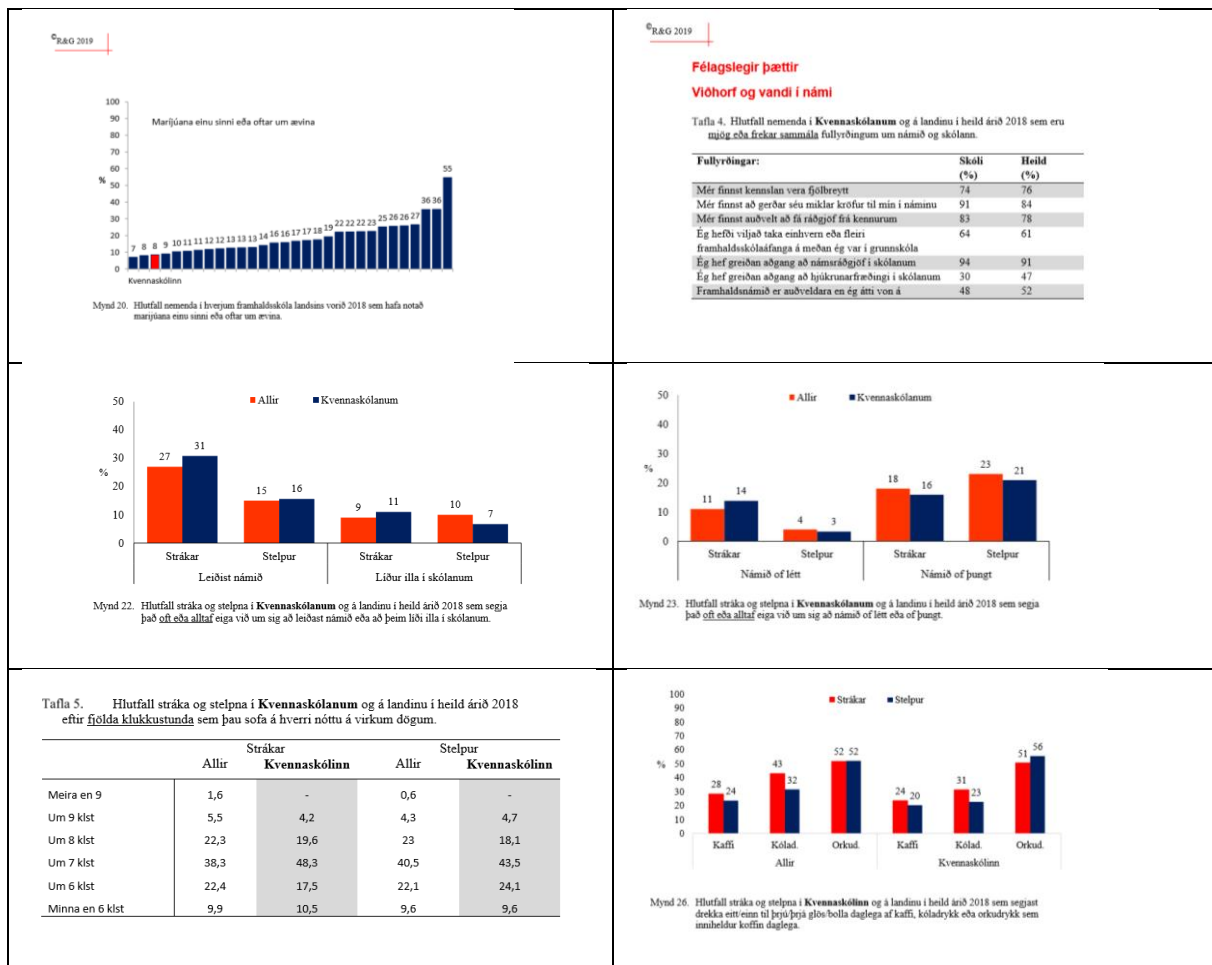 ©R&G 2019
100
90
80
70
60
50
40
30
20
10
0
%
Maríjúana einu sinni eða oftar um ævina
7 8 8 9 10 11 11 12 12 13 13 13 14 16 16 17 17 18 19 22 22 22 23 25 26 26 27 36 36 55
Kvennaskólinn
Mynd 20. Hlutfall nemenda í hverjum framhaldsskóla landsins vorið 2018 sem hafa notað
marijúana einu sinni eða oftar um ævina.
©R&G 2019
Félagslegir þættir
Viðhorf og vandi í námi
Tafla 4. Hlutfall nemenda í Kvennaskólanum og á landinu í heild árið 2018 sem eru
mjög eða frekar sammála fullyrðingum um námið og skólann.
Fullyrðingar: Skóli Heild
(%) (%)
Mér finnst kennslan vera fjölbreytt 74 76
Mér finnst að gerðar séu miklar kröfur til mín í náminu 91 84
Mér finnst auðvelt að fá ráðgjöf frá kennurum 83 78
Ég hefði viljað taka einhvern eða fleiri 64 61
framhaldsskólaáfanga á meðan ég var í grunnskóla
Ég hef greiðan aðgang að námsráðgjöf í skólanum 94 91
Ég hef greiðan aðgang að hjúkrunarfræðingi í skólanum 30 47
Framhaldsnámið er auðveldara en ég átti von á 48 52
50
40
30
20
10
0
%
Allir Kvennaskólanum
27 31 15 16 9 11 10 7
Strákar Stelpur Strákar Stelpur
Leiðist námið Líður illa í skólanum
Mynd 22. Hlutfall stráka og stelpna í Kvennaskólanum og á landinu í heild árið 2018 sem segja
það oft eða alltaf eiga við um sig að leiðast námið eða að þeim líði illa í skólanum.
50
40
30
20
10
0
%
Allir Kvennaskólanum
11 14 4 3 18 16 23 21
Strákar Stelpur Strákar Stelpur
Námið of létt Námið of þungt
Mynd 23. Hlutfall stráka og stelpna í Kvennaskólanum og á landinu í heild árið 2018 sem segja
það oft eða alltaf eiga við um sig að námið of létt eða of þungt.
Tafla 5. Hlutfall stráka og stelpna í Kvennaskólanum og á landinu í heild árið 2018
eftir fjölda klukkustunda sem þau sofa á hverri nóttu á virkum dögum.
Strákar Stelpur
Allir Kvennaskólinn Allir Kvennaskólinn
Meira en 9 1,6 - 0,6 -
Um 9 klst 5,5 4,2 4,3 4,7
Um 8 klst 22,3 19,6 23 18,1
Um 7 klst 38,3 48,3 40,5 43,5
Um 6 klst 22,4 17,5 22,1 24,1
Minna en 6 klst 9,9 10,5 9,6 9,6
100
90
80
70
60
50
40
30
20
10
0
%
Strákar Stelpur
28 24 43 32 52 52 24 20 31 23 51 56
Kaffi Kólad. Orkud. Kaffi Kólad. Orkud.
Allir Kvennaskólinn
Mynd 26. Hlutfall stráka og stelpna í Kvennaskólinn og á landinu í heild árið 2018 sem segjast
drekka eitt/einn til þrjú/þrjá glös/bolla daglega af kaffi, kóladrykk eða orkudrykk sem
inniheldur koffin daglega.